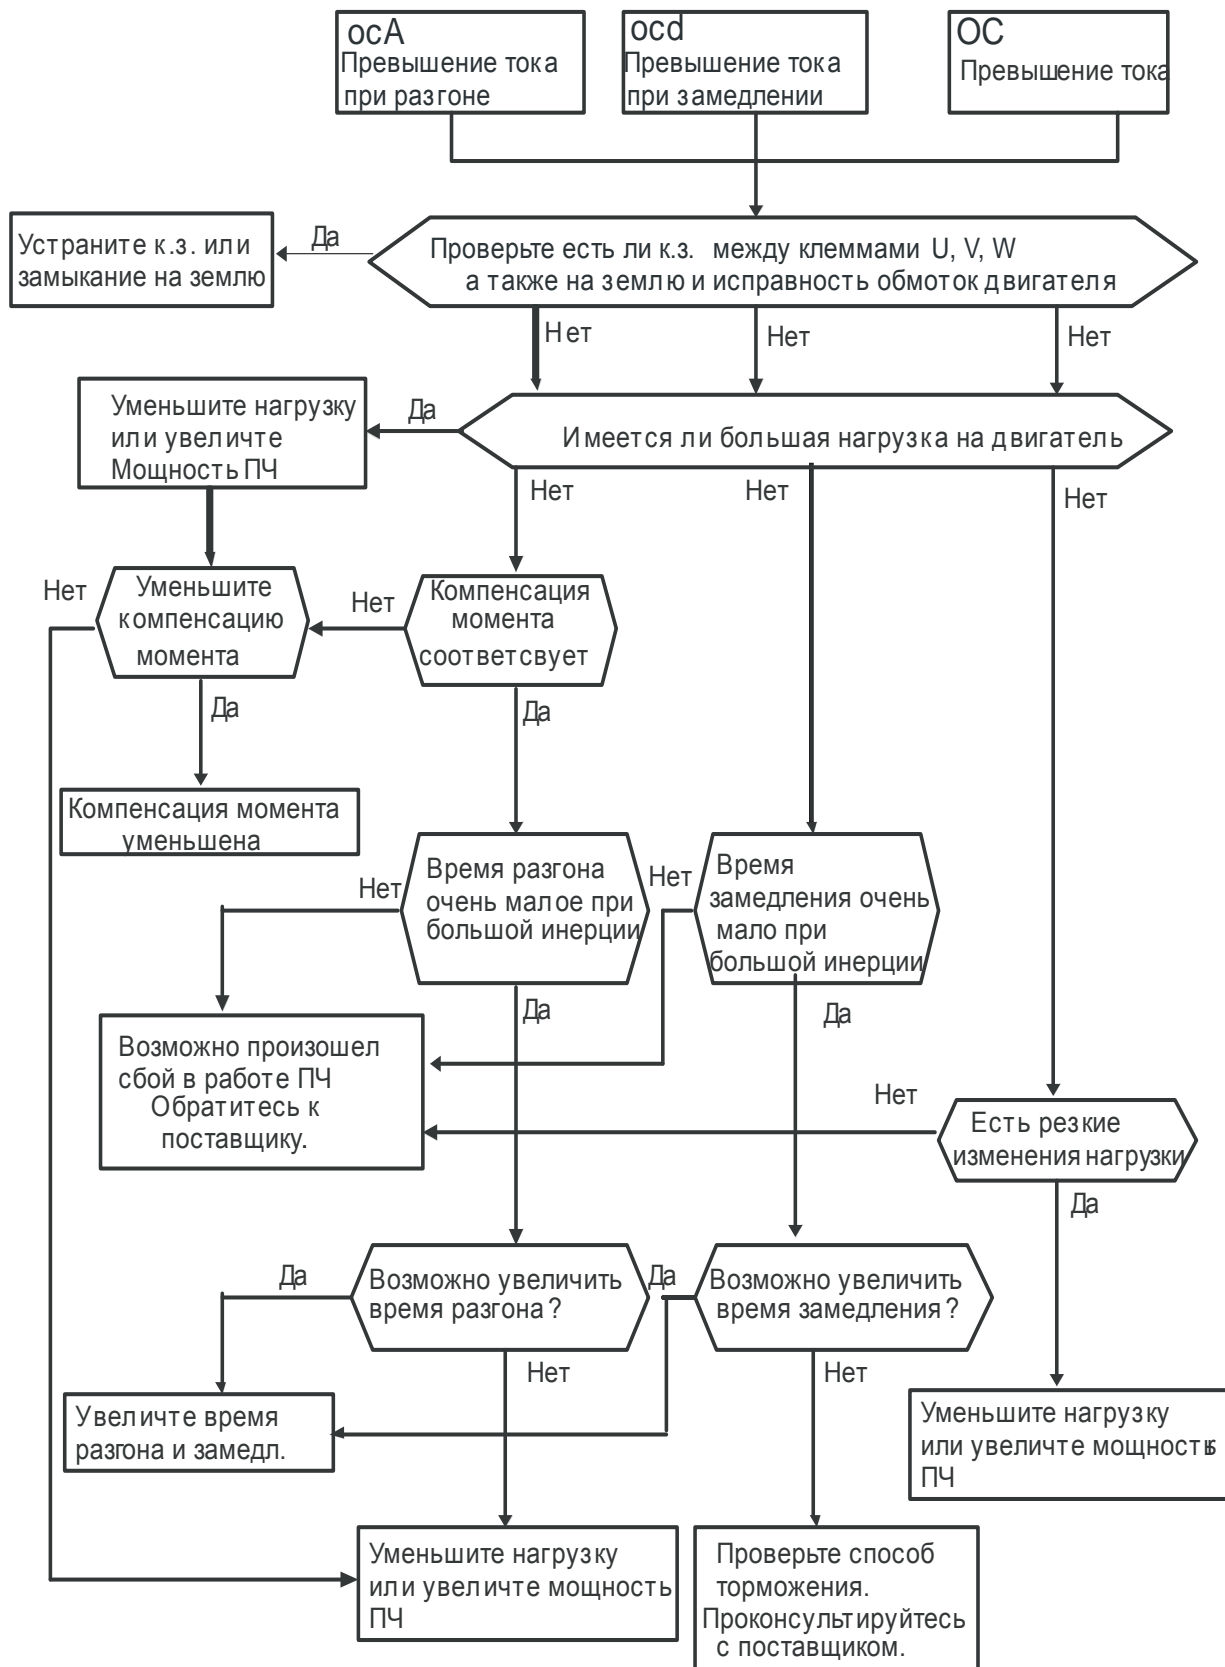 ocA
Превышение тока
при разгоне
ocd
Превышение тока
при замедлении
OC
Превышение тока
Устраните к.з. или
замыкание на землю
Да
Проверьте есть ли к.з. между клеммами U, V, W
а также на землю и исправность обмоток двигателя
Нет
Нет
Нет
Уменьшите нагрузку
или увеличте
Мощность ПЧ
Да
Имеется ли большая нагрузка на двигатель
Нет
Нет
Нет
Нет
Уменьшите
компенсацию
момента
Нет
Компенсация
момента
соответсвует
Да
Да
Компенсация момента
уменьшена
Нет
Время разгона
очень малое при
большой инерции
Нет
Время
замедления очень
мало при
большой инерции
Да
Да
Возможно произошел
сбой в работе ПЧ
Обратитесь к
поставщику.
Нет
Есть резкие
изменения нагрузки
Да
Да
Возможно увеличить
время разгона?
Да
Возможно увеличить
время замедления?
Нет
Нет
Увеличте время
разгона и замедл.
Уменьшите нагрузку
или увеличте мощность
ПЧ
Уменьшите нагрузку
или увеличте мощность
ПЧ
Проверьте способ
торможения.
Проконсультируйтесь
с поставщиком.